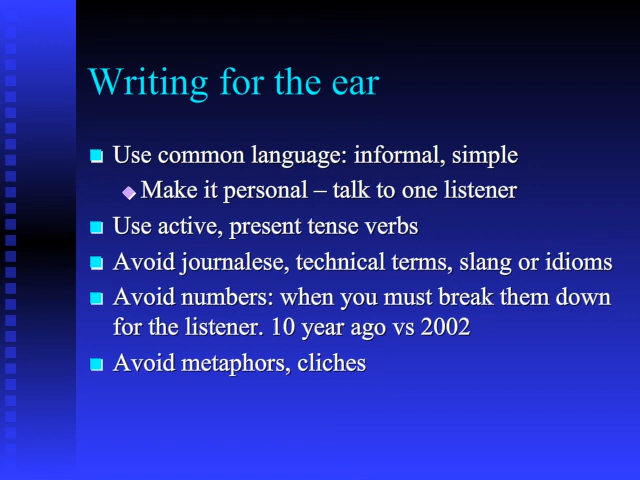 Writing for the ear
Use common language: informal, simple
Make it personal – talk to one listener
Use active, present tense verbs
Avoid journalese, technical terms, slang or idioms
Avoid numbers: when you must break them down
for the listener. 10 year ago vs 2002
Avoid metaphors, cliches